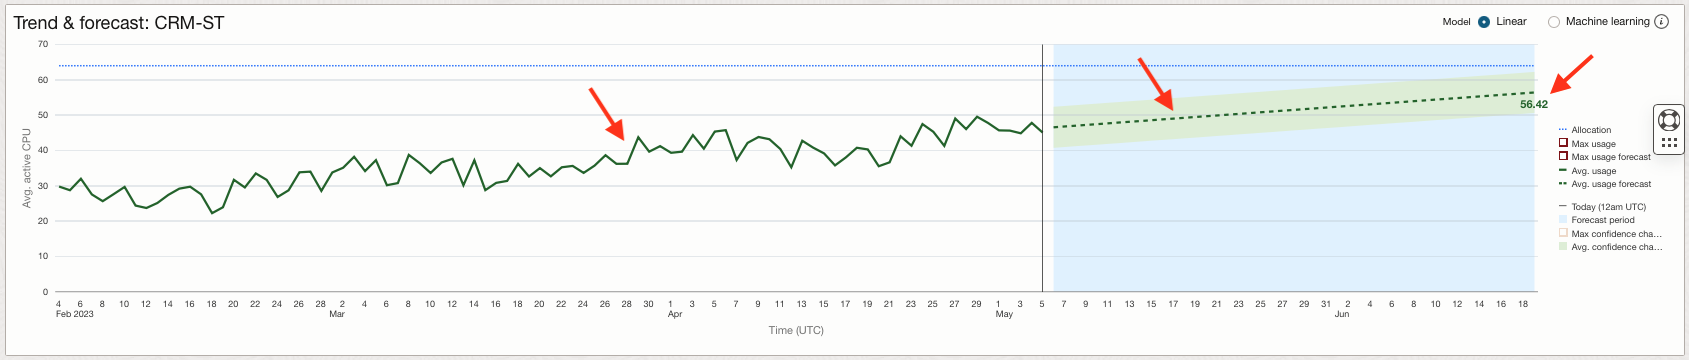 Trend & forecast: CRM-ST
Model Linear Machine learning i
70
60
50
40
30
20
10
0
Avg. active CPU
56.42
Allocation
Max usage
Max usage forecast
Avg. usage
Avg. usage forecast
Today (12am UTC)
Forecast period
Max confidence cha...
Avg. confidence cha...
4 6 8 10 12 14 16 18 20 22 24 26 28 2 4 6 8 10 12 14 16 18 20 22 24 26 28 30 1 3 5 7 9 11 13 15 17 19 21 23 25 27 29 1 3 5 7 9 11 13 15 17 19 21 23 25 27 29 31 2 4 6 8 10 12 14 16 18
Feb 2023 Mar Apr May Jun
Time (UTC)